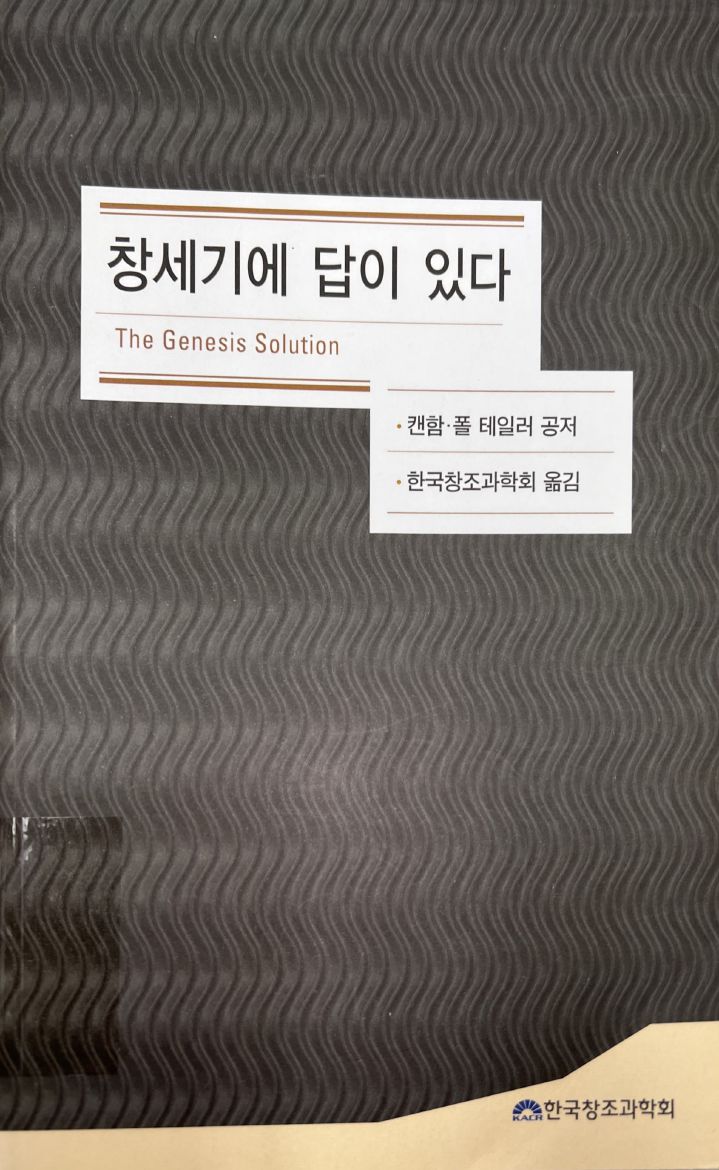 창세기에 답이 있다
The Genesis Solution
· 캔함·폴 테일러 공저
· 한국창조과학회 옮김
KACR 한국창조과학회